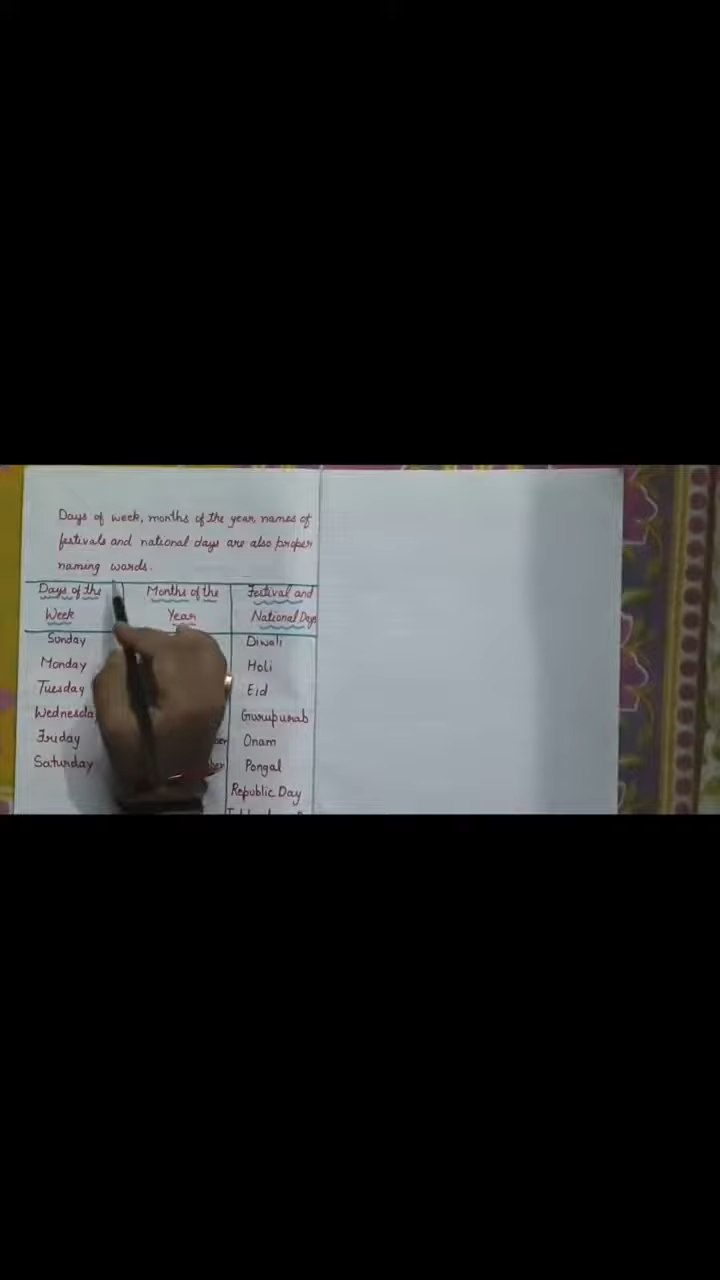 Days of week, months of the year, names of
festivals and national days are also proper
naming words.
Days of the
Week
Months of the
Year
Festival and
National Days
Sunday
Monday
Tuesday
Wednesday
Friday
Saturday
Diwali
Holi
Eid
Gurupurab
Onam
Pongal
Republic Day